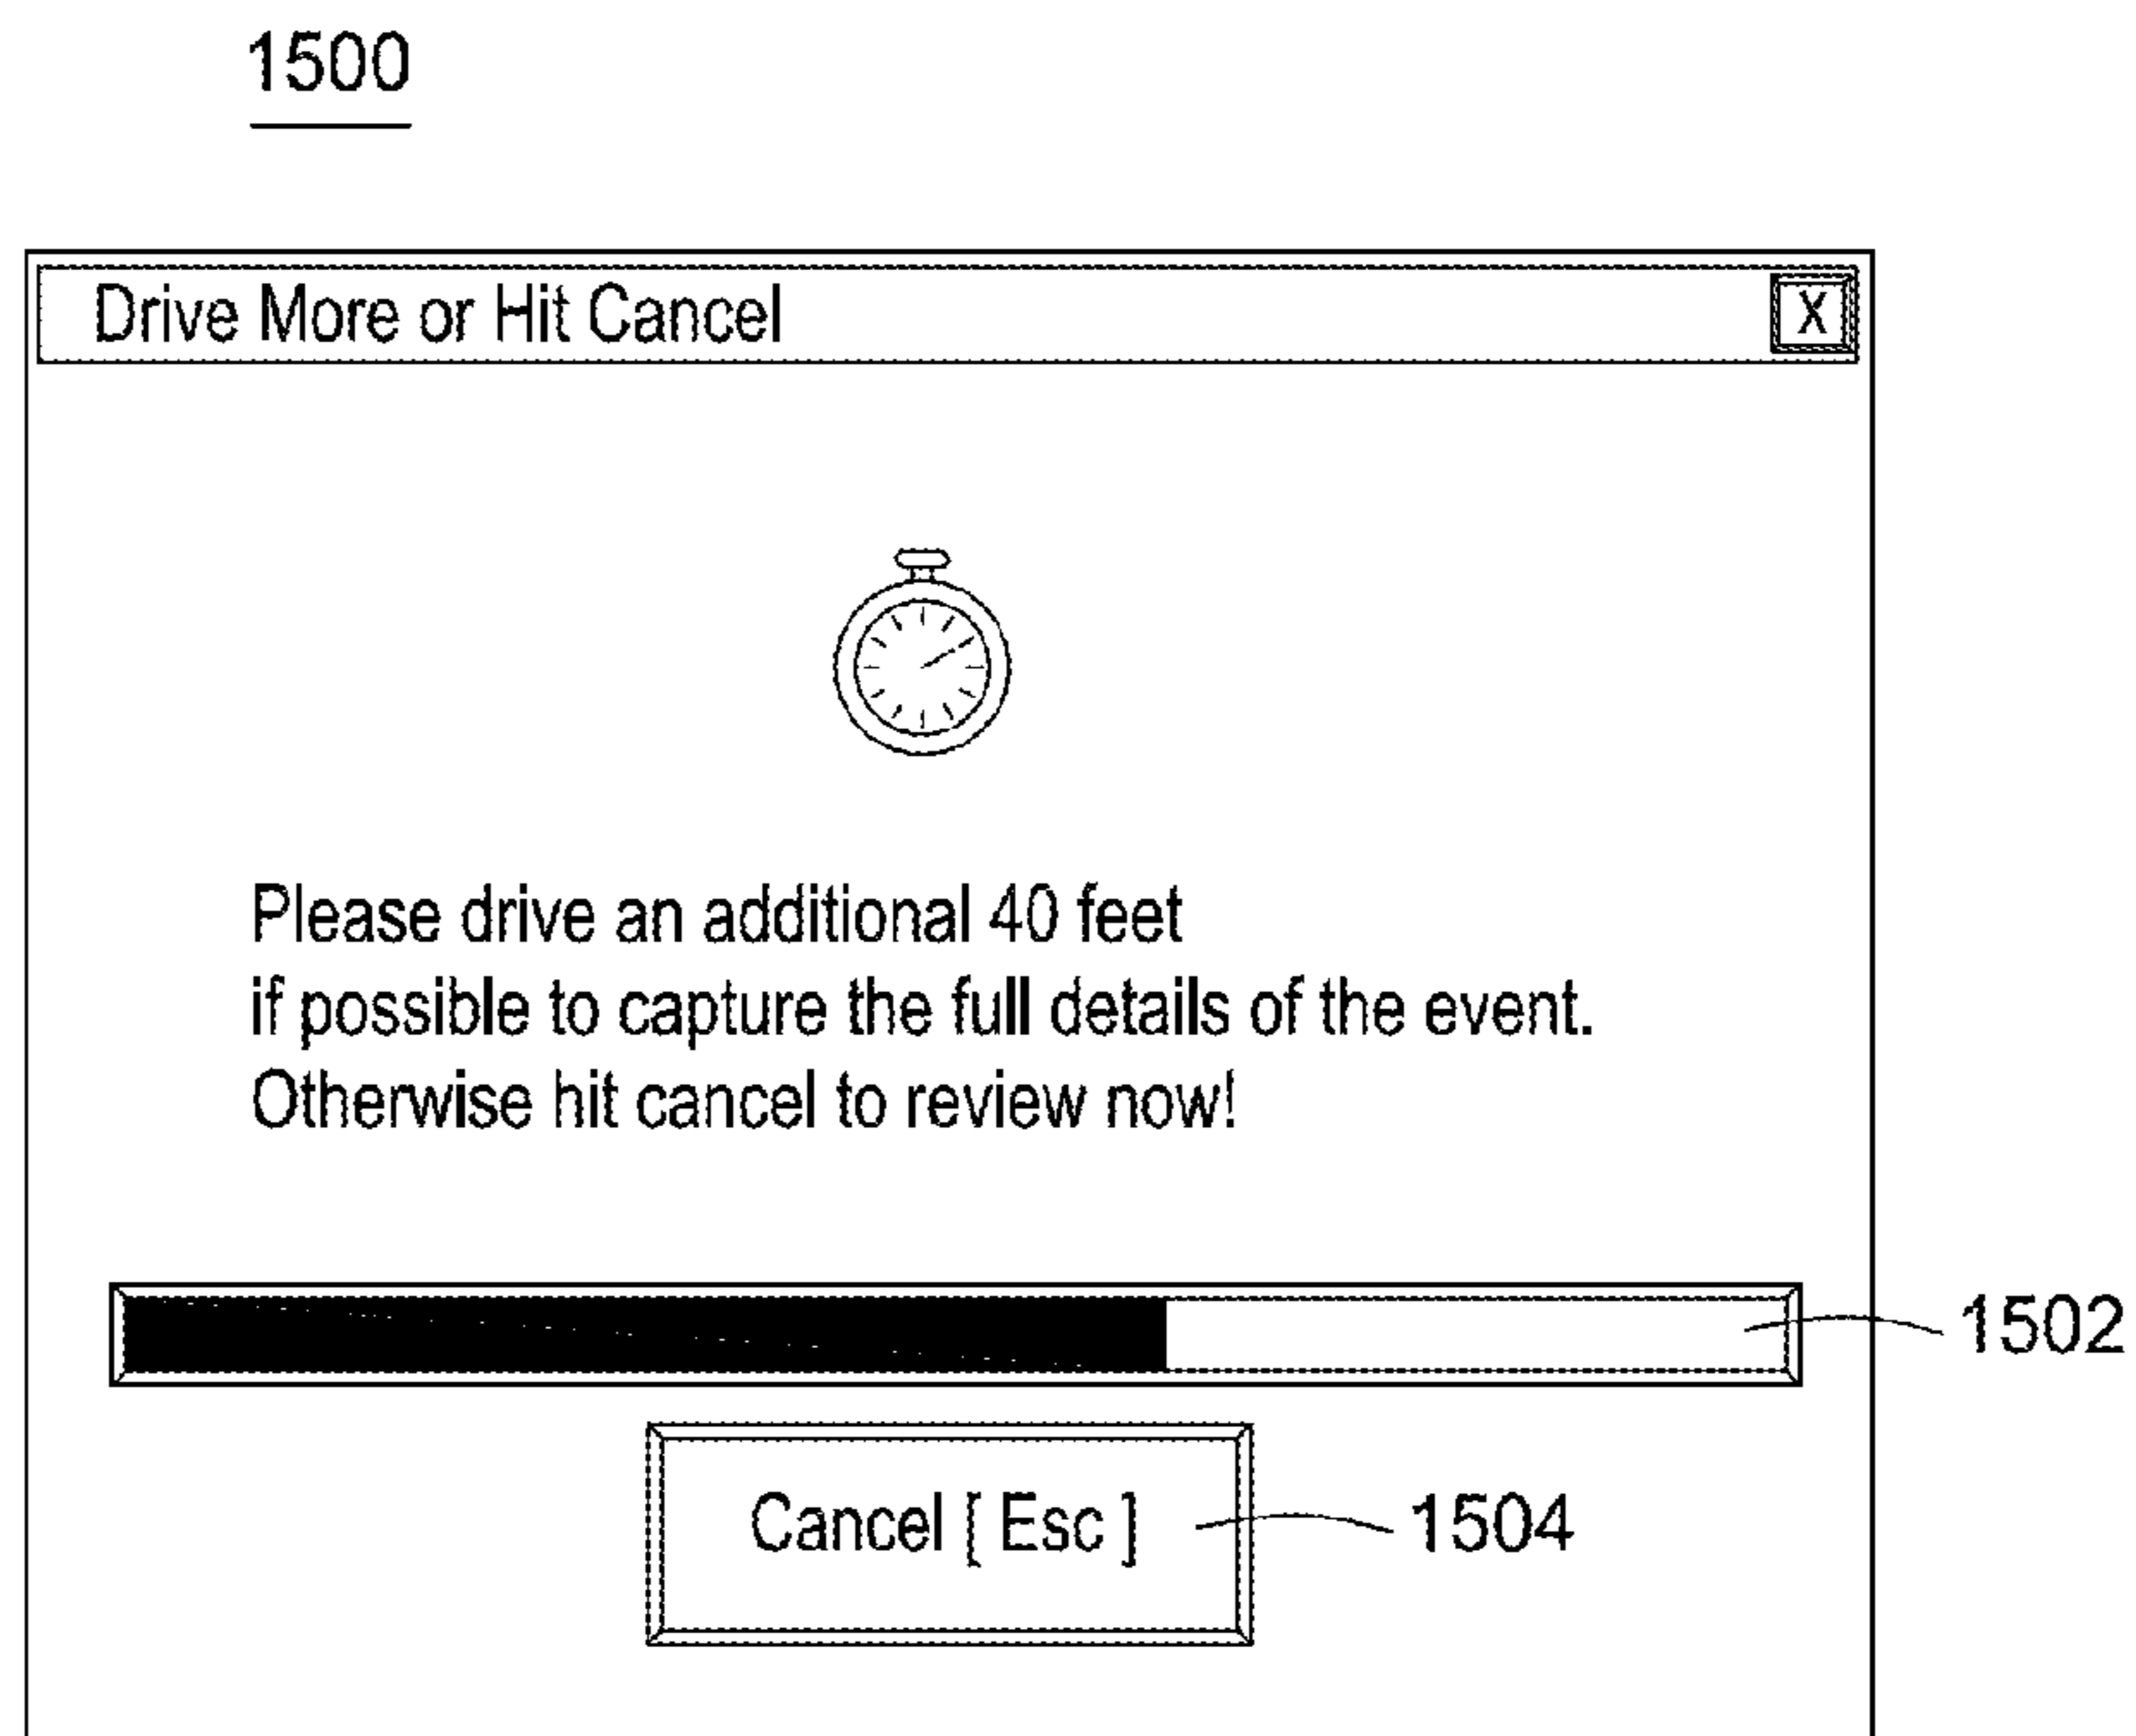 1500
Drive More or Hit Cancel X
Please drive an additional 40 feet
if possible to capture the full details of the event.
Otherwise hit cancel to review now!
1502
Cancel [ Esc ] 1504